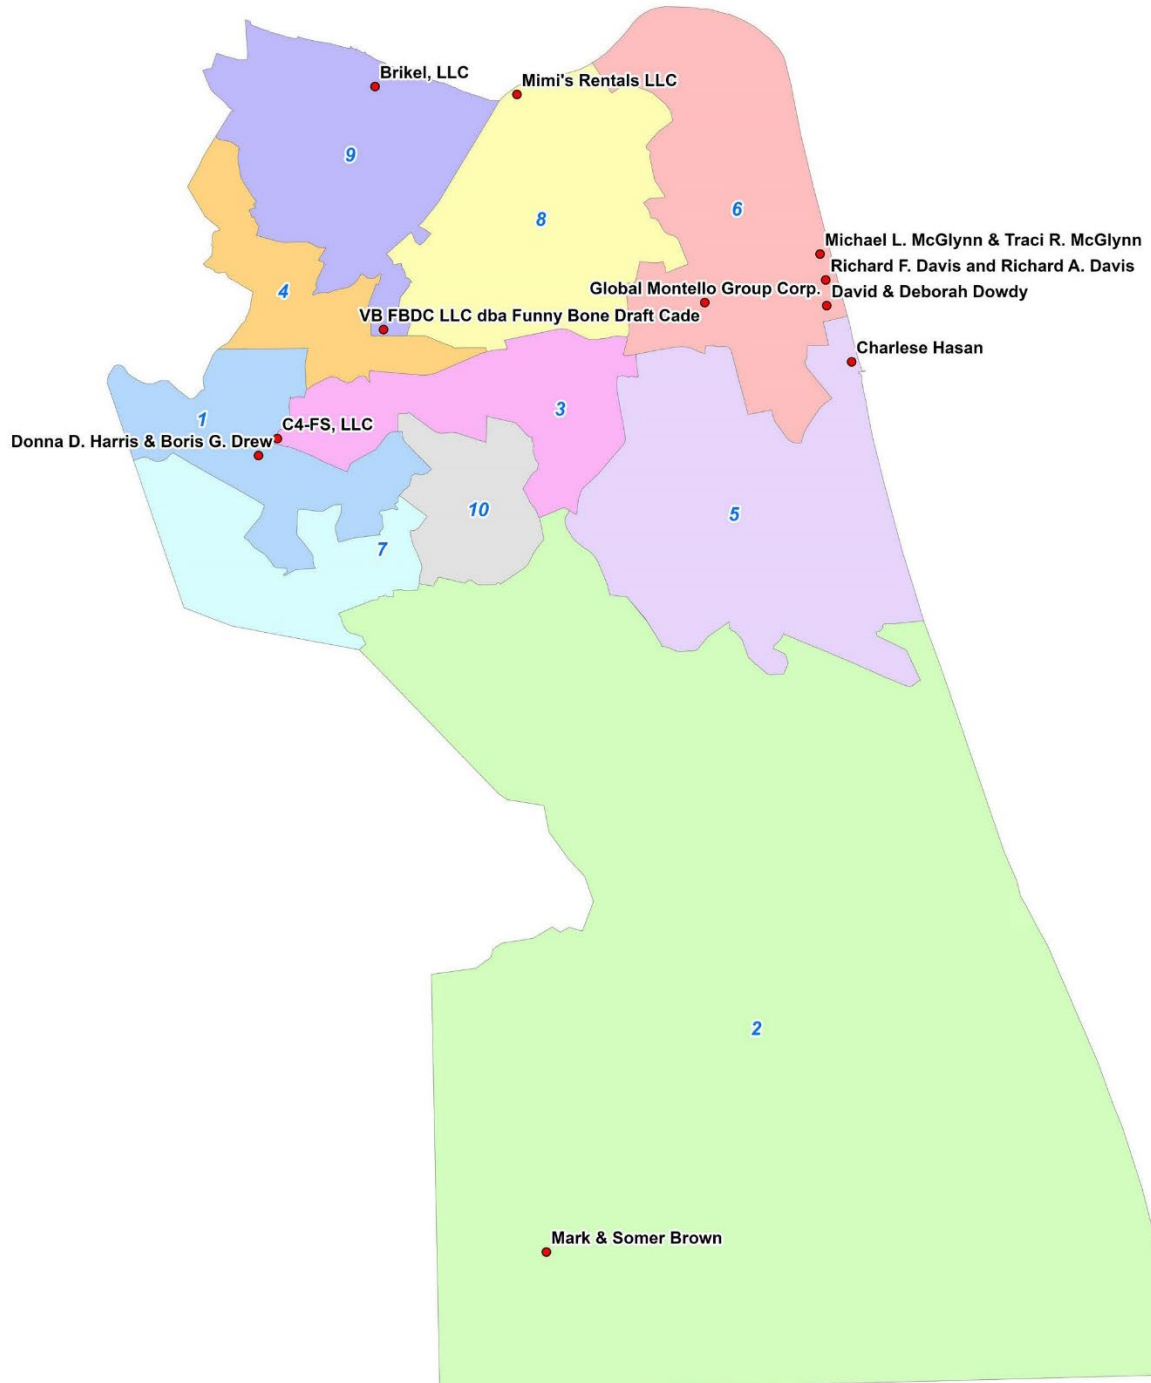 Brikel, LLC
Mimi's Rentals LLC
9
6
8
Michael L. McGlynn & Traci R. McGlynn
Richard F. Davis and Richard A. Davis
Global Montello Group Corp.
David & Deborah Dowdy
4
VB FBDC LLC dba Funny Bone Draft Cade
Charlese Hasan
3
1
C4-FS, LLC
Donna D. Harris & Boris G. Drew
10
5
7
2
Mark & Somer Brown